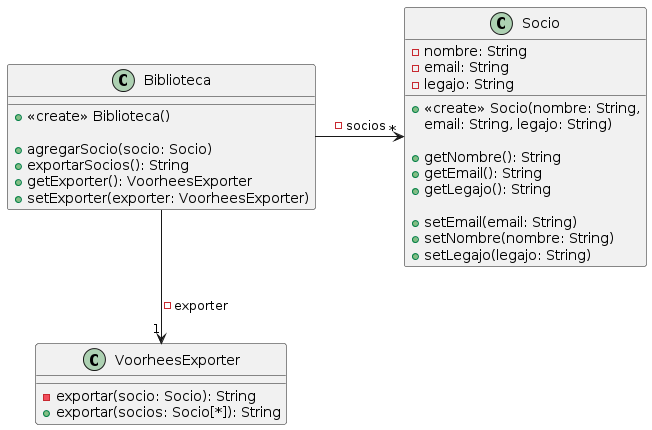 C Socio
nombre: String
email: String
legajo: String
«create» Socio(nombre: String,
email: String, legajo: String)
getNombre(): String
getEmail(): String
getLegajo(): String
setEmail(email: String)
setNombre(nombre: String)
setLegajo(legajo: String)
C Biblioteca
«create» Biblioteca()
agregarSocio(socio: Socio)
exportarSocios(): String
getExporter(): VoorheesExporter
setExporter(exporter: VoorheesExporter)
socios *
exporter
1
C VoorheesExporter
exportar(socio: Socio): String
exportar(socios: Socio[*]): String